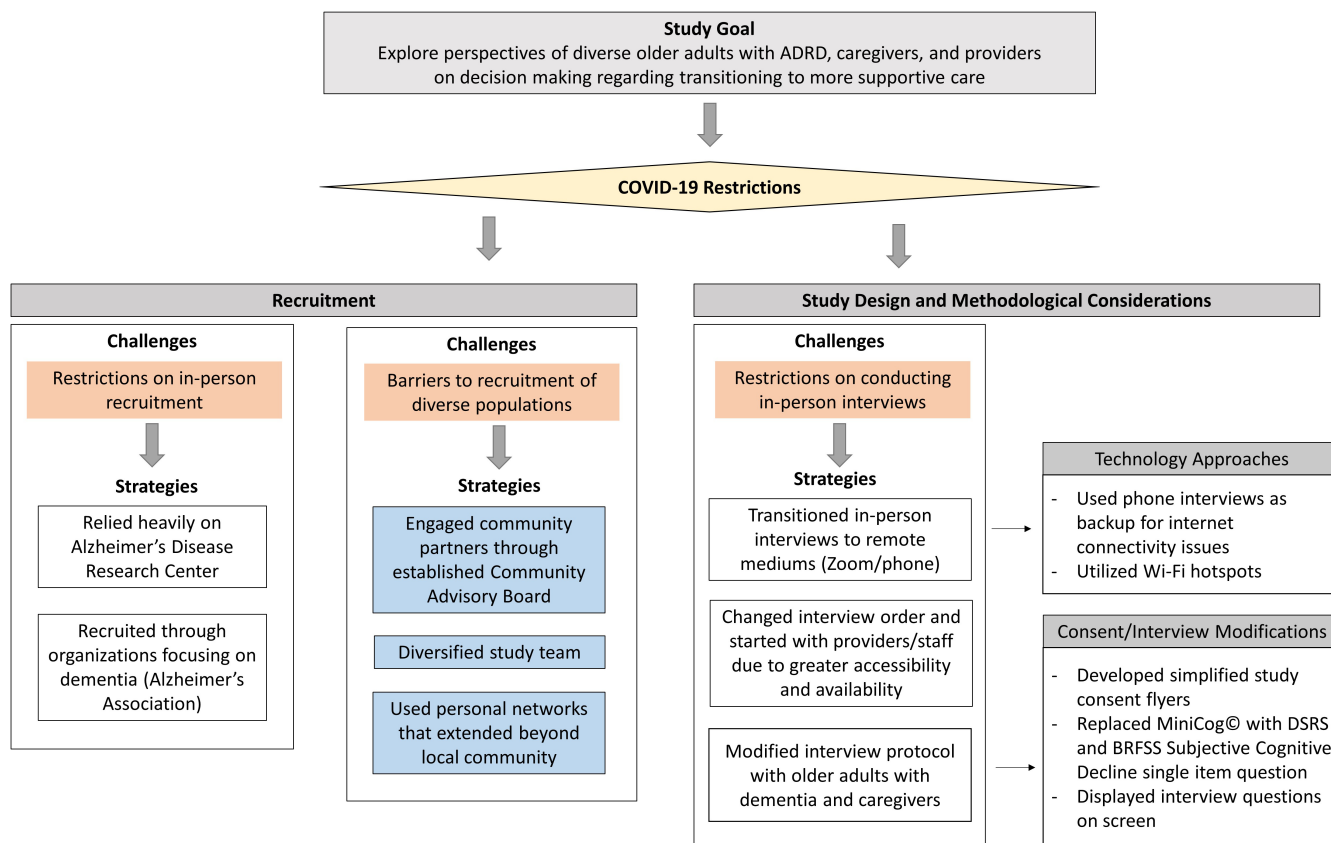 Study Goal
Explore perspectives of diverse older adults with ADRD, caregivers, and providers
on decision making regarding transitioning to more supportive care
COVID-19 Restrictions
Recruitment
Challenges
Restrictions on in-person
recruitment
Strategies
Relied heavily on
Alzheimer’s Disease
Research Center
Recruited through
organizations focusing on
dementia (Alzheimer’s
Association)
Challenges
Barriers to recruitment of
diverse populations
Strategies
Engaged community
partners through
established Community
Advisory Board
Diversified study team
Used personal networks
that extended beyond
local community
Study Design and Methodological Considerations
Challenges
Restrictions on conducting
in-person interviews
Strategies
Transitioned in-person
interviews to remote
mediums (Zoom/phone)
Changed interview order and
started with providers/staff
due to greater accessibility
and availability
Modified interview protocol
with older adults with
dementia and caregivers
Technology Approaches
- Used phone interviews as
backup for internet
connectivity issues
- Utilized Wi-Fi hotspots
Consent/Interview Modifications
- Developed simplified study
consent flyers
- Replaced MiniCog© with DSRS
and BRFSS Subjective Cognitive
Decline single item question
- Displayed interview questions
on screen